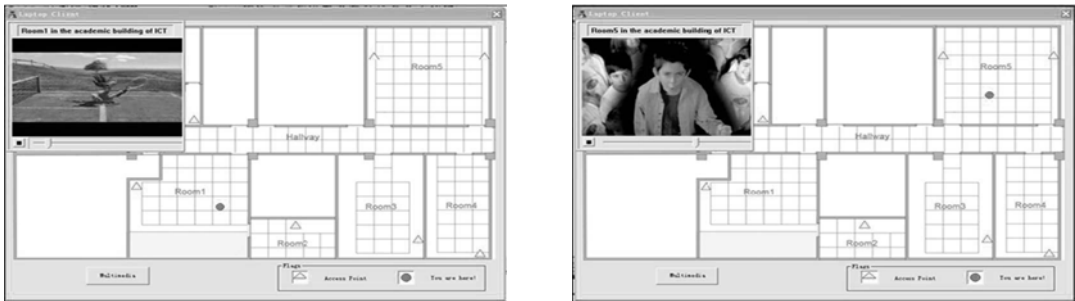 Laptop Client
Room1 in the academic building of ICT
Room5
Hallway
Room1
Room3
Room4
Room2
Multimedia
Flags
Access Point
You are here!
Laptop Client
Room5 in the academic building of ICT
Room5
Hallway
Room1
Room3
Room4
Room2
Multimedia
Flags
Access Point
You are here!